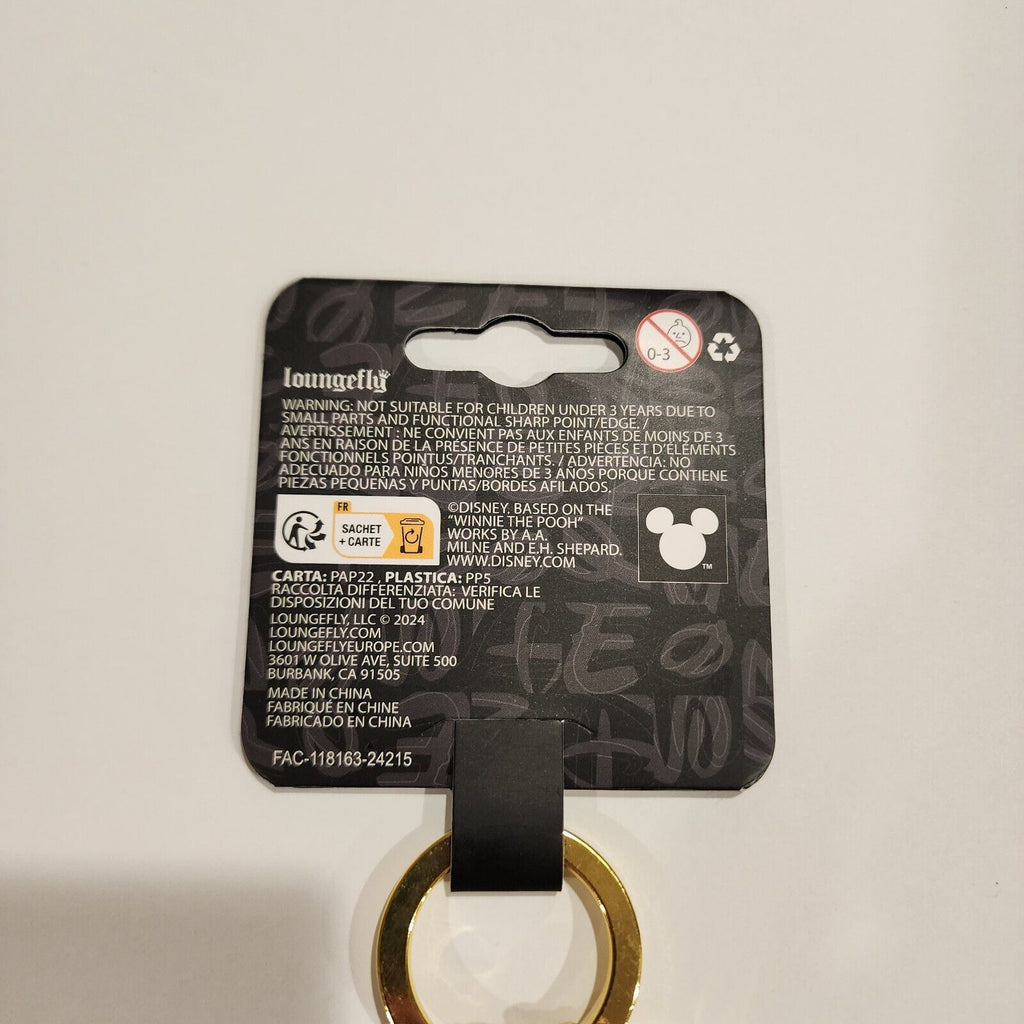 0-3
loungefly
WARNING: NOT SUITABLE FOR CHILDREN UNDER 3 YEARS DUE TO
SMALL PARTS AND FUNCTIONAL SHARP POINT/EDGE. /
AVERTISSEMENT : NE CONVIENT PAS AUX ENFANTS DE MOINS DE 3
ANS EN RAISON DE LA PRÉSENCE DE PETITES PIÈCES ET D'ÉLÉMENTS
FONCTIONNELS POINTUS/TRANCHANTS. / ADVERTENCIA: NO
ADECUADO PARA NIÑOS MENORES DE 3 AÑOS PORQUE CONTIENE
PIEZAS PEQUEÑAS Y PUNTAS/BORDES AFILADOS.
FR
SACHET
+ CARTE
©DISNEY. BASED ON THE
"WINNIE THE POOH"
WORKS BY A.A.
MILNE AND E.H. SHEPARD.
WWW.DISNEY.COM
TM
CARTA: PAP22 , PLASTICA: PP5
RACCOLTA DIFFERENZIATA: VERIFICA LE
DISPOSIZIONI DEL TUO COMUNE
LOUNGEFLY, LLC © 2024
LOUNGEFLY.COM
LOUNGEFLYEUROPE.COM
3601 W OLIVE AVE, SUITE 500
BURBANK, CA 91505
MADE IN CHINA
FABRIQUÉ EN CHINE
FABRICADO EN CHINA
FAC-118163-24215